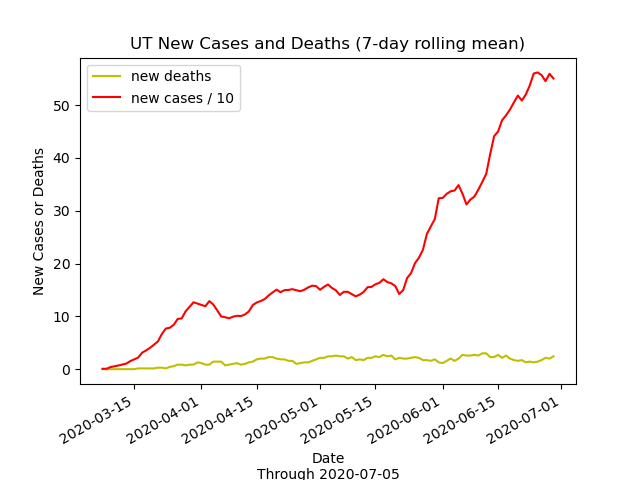 UT New Cases and Deaths (7-day rolling mean)
new deaths
new cases / 10
New Cases or Deaths
50
40
30
20
10
0
2020-03-15
2020-04-01
2020-04-15
2020-05-01
2020-05-15
2020-06-01
2020-06-15
2020-07-01
Date
Through 2020-07-05